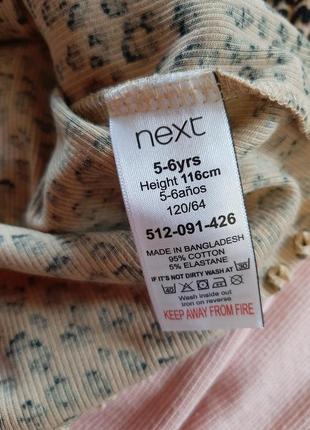 next
5-6yrs
Height 116cm
5-6años
120/64
512-091-426
MADE IN BANGLADESH
95% COTTON
5% ELASTANE
IF IT'S NOT DIRTY WASH AT 30
40
Wash inside out
iron on reverse
KEEP AWAY FROM FIRE